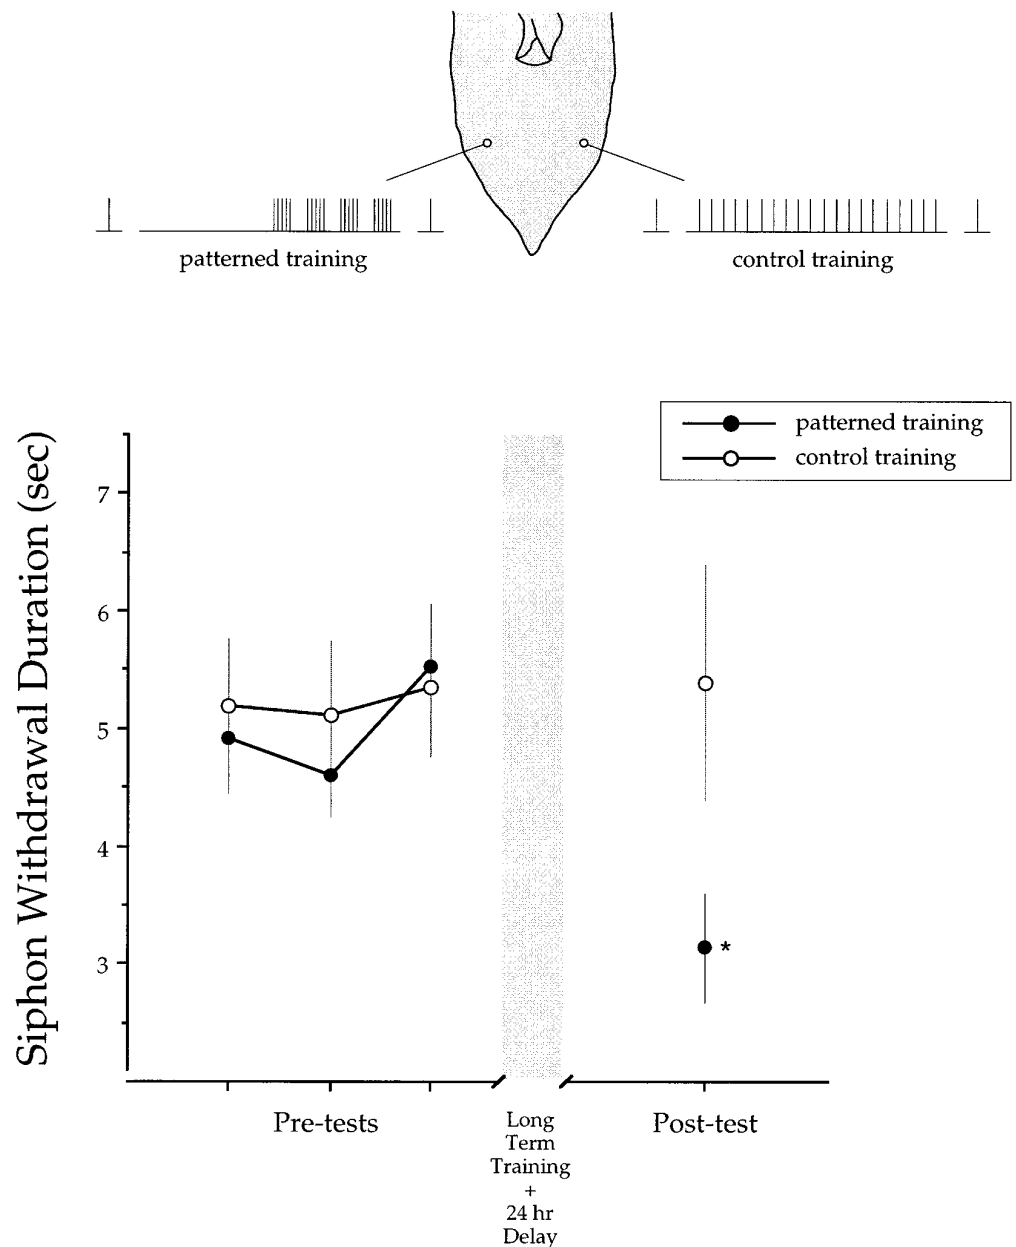 patterned training
control training
patterned training
control training
Siphon Withdrawal Duration (sec)
7
6
5
4
3
*
Pre-tests
Long
Term
Training
+
24 hr
Delay
Post-test